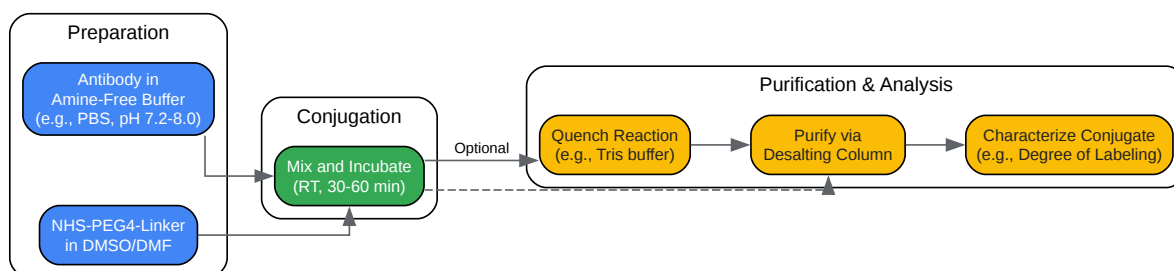 Preparation
Antibody in
Amine-Free Buffer
(e.g., PBS, pH 7.2-8.0)
NHS-PEG4-Linker
in DMSO/DMF
Conjugation
Mix and Incubate
(RT, 30-60 min)
Optional
Purification & Analysis
Quench Reaction
(e.g., Tris buffer)
Purify via
Desalting Column
Characterize Conjugate
(e.g., Degree of Labeling)